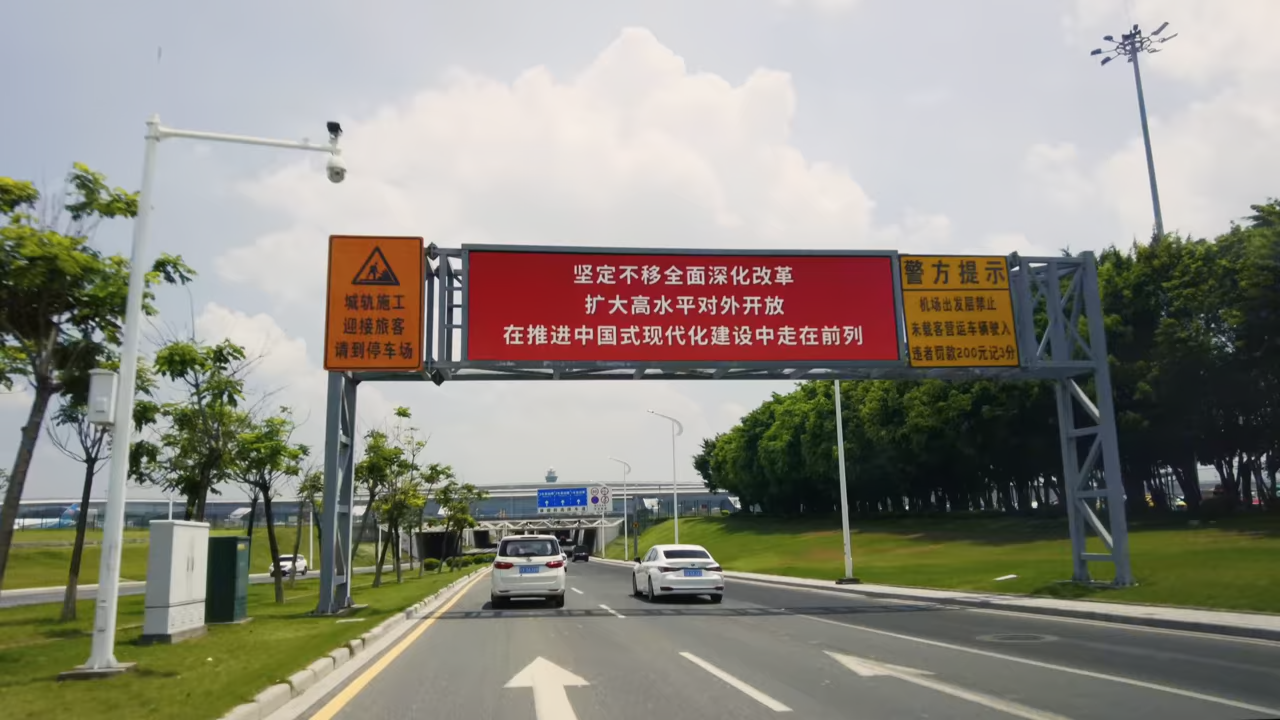 城轨施工
迎接旅客
请到停车场
坚定不移全面深化改革
扩大高水平对外开放
在推进中国式现代化建设中走在前列
警方提示
机场出发层禁止
未载客营运车辆驶入
违者罚款200元记3分